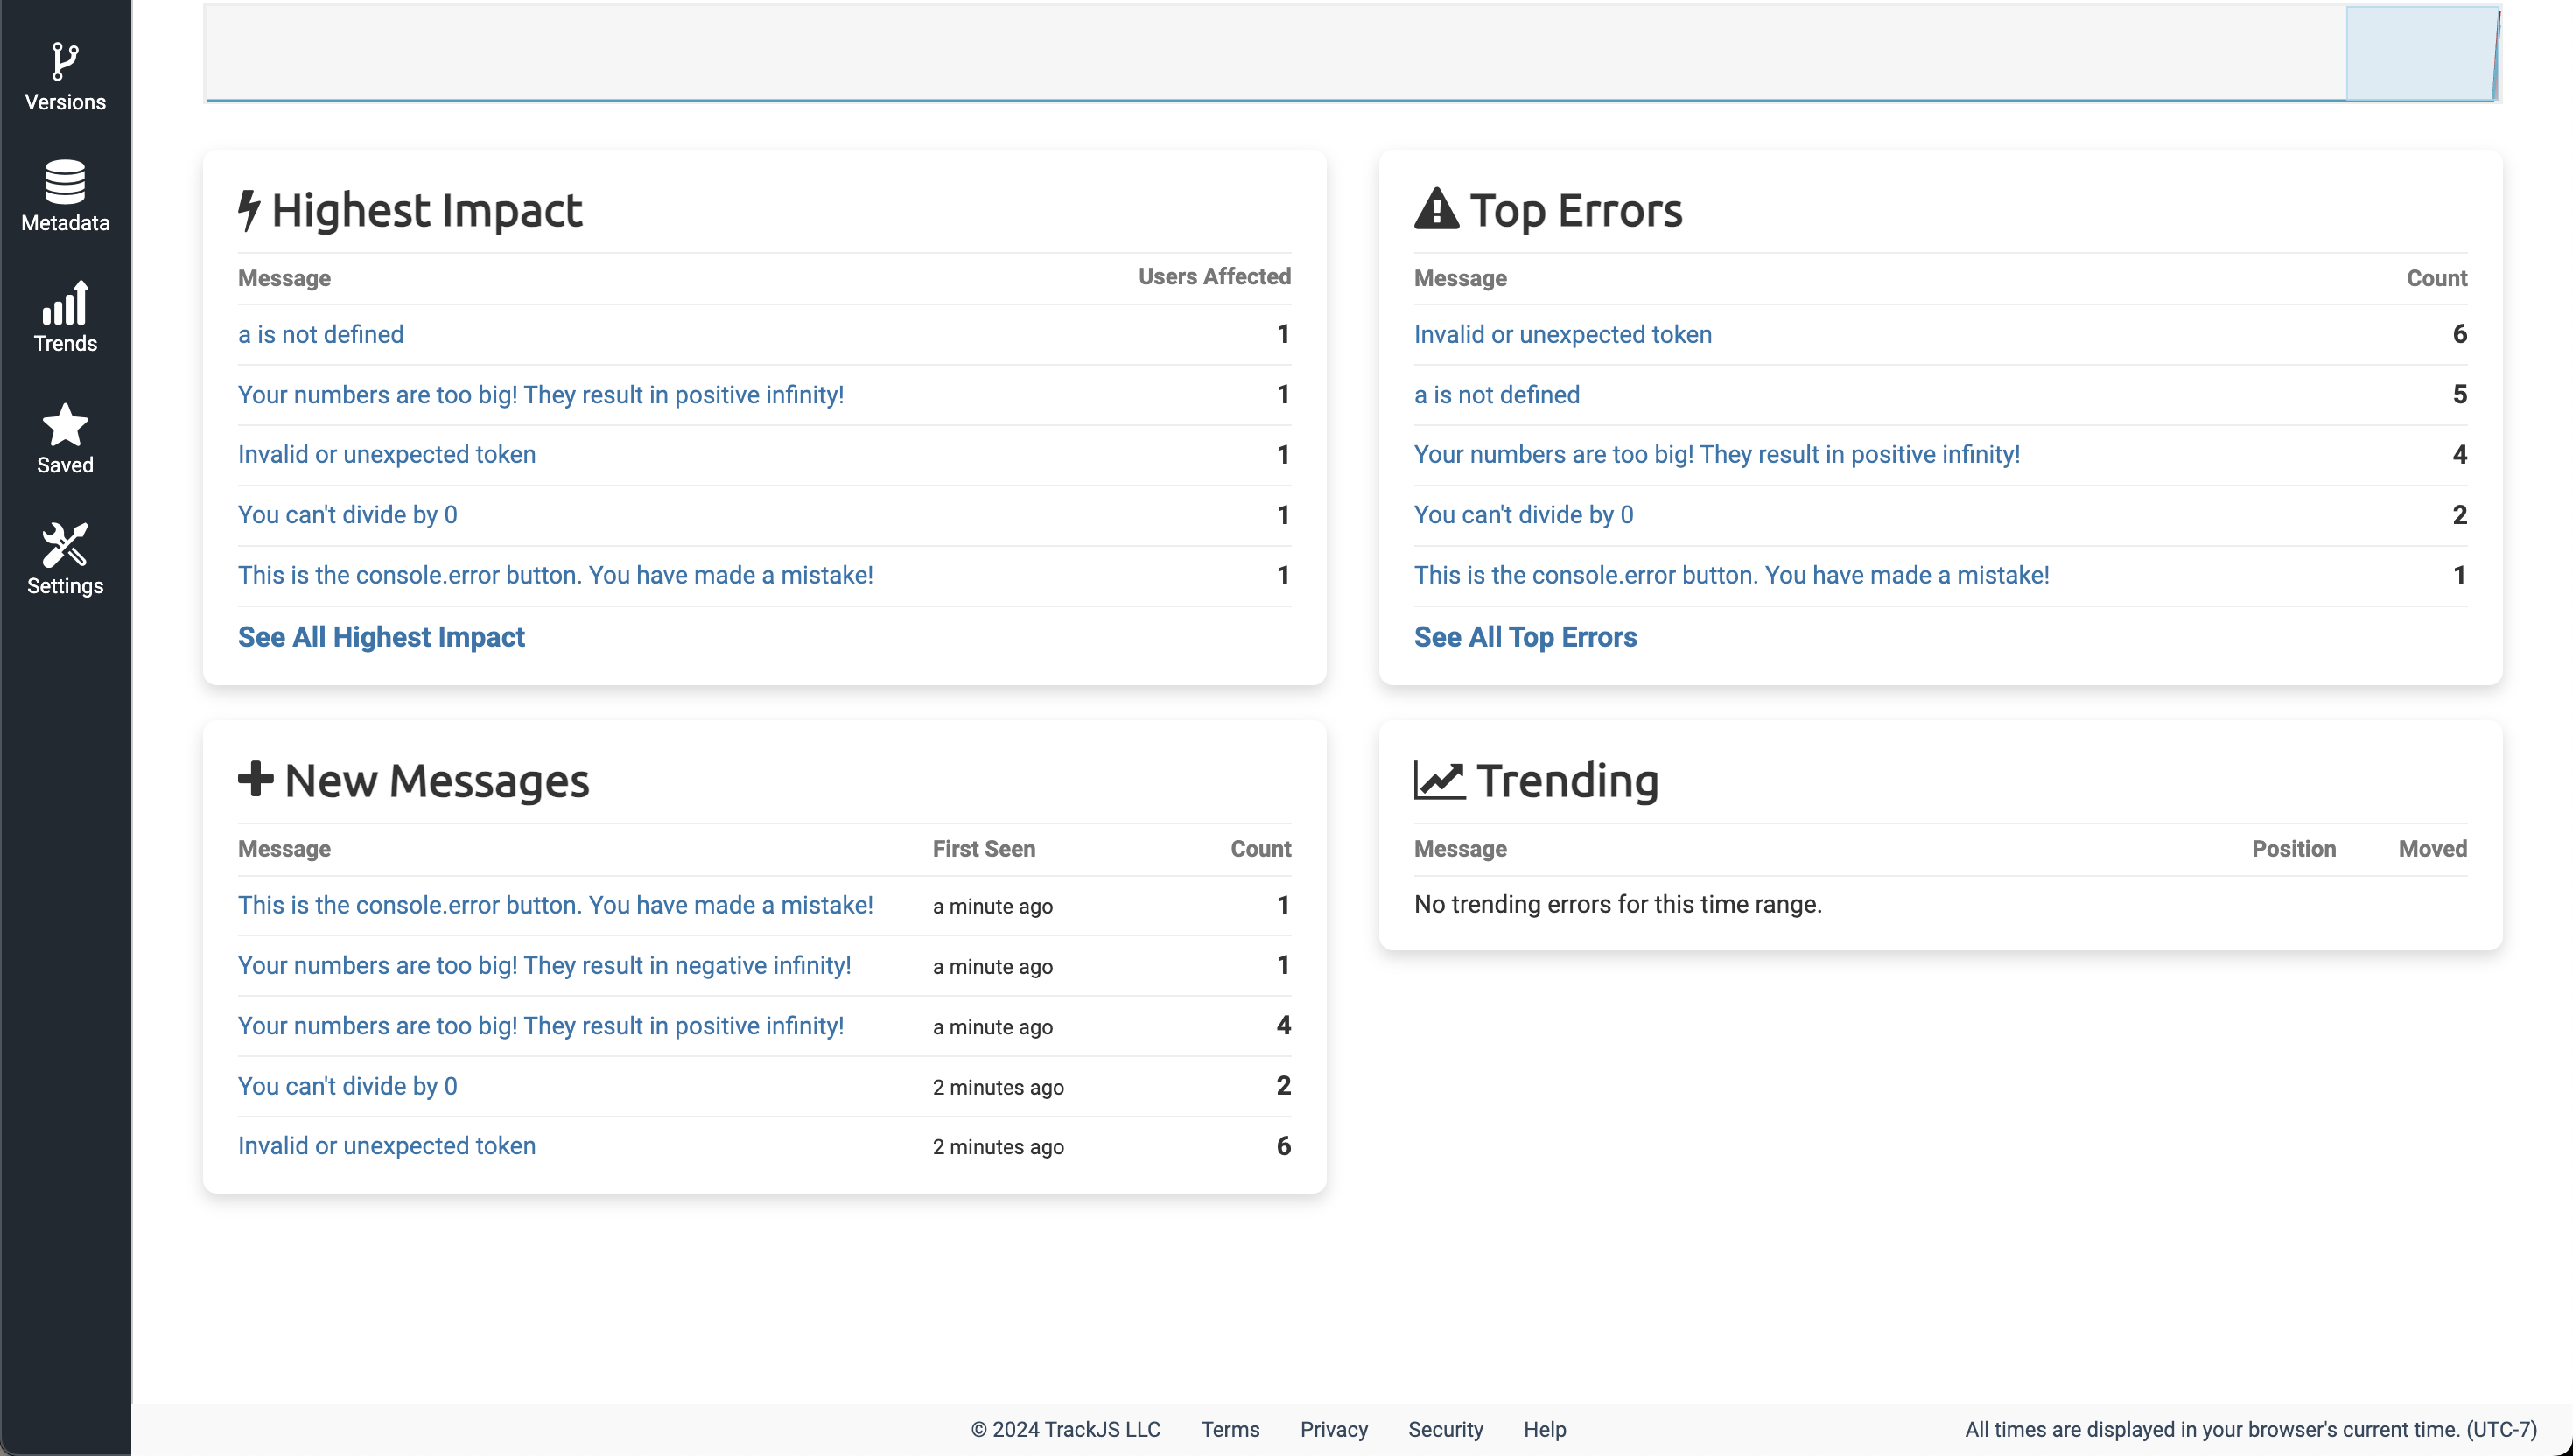 Versions
Metadata
Trends
Saved
Settings
Highest Impact
Message Users Affected
a is not defined 1
Your numbers are too big! They result in positive infinity! 1
Invalid or unexpected token 1
You can't divide by 0 1
This is the console.error button. You have made a mistake! 1
See All Highest Impact
Top Errors
Message Count
Invalid or unexpected token 6
a is not defined 5
Your numbers are too big! They result in positive infinity! 4
You can't divide by 0 2
This is the console.error button. You have made a mistake! 1
See All Top Errors
New Messages
Message First Seen Count
This is the console.error button. You have made a mistake! a minute ago 1
Your numbers are too big! They result in negative infinity! a minute ago 1
Your numbers are too big! They result in positive infinity! a minute ago 4
You can't divide by 0 2 minutes ago 2
Invalid or unexpected token 2 minutes ago 6
Trending
Message Position Moved
No trending errors for this time range.
© 2024 TrackJS LLC Terms Privacy Security Help All times are displayed in your browser's current time. (UTC-7)